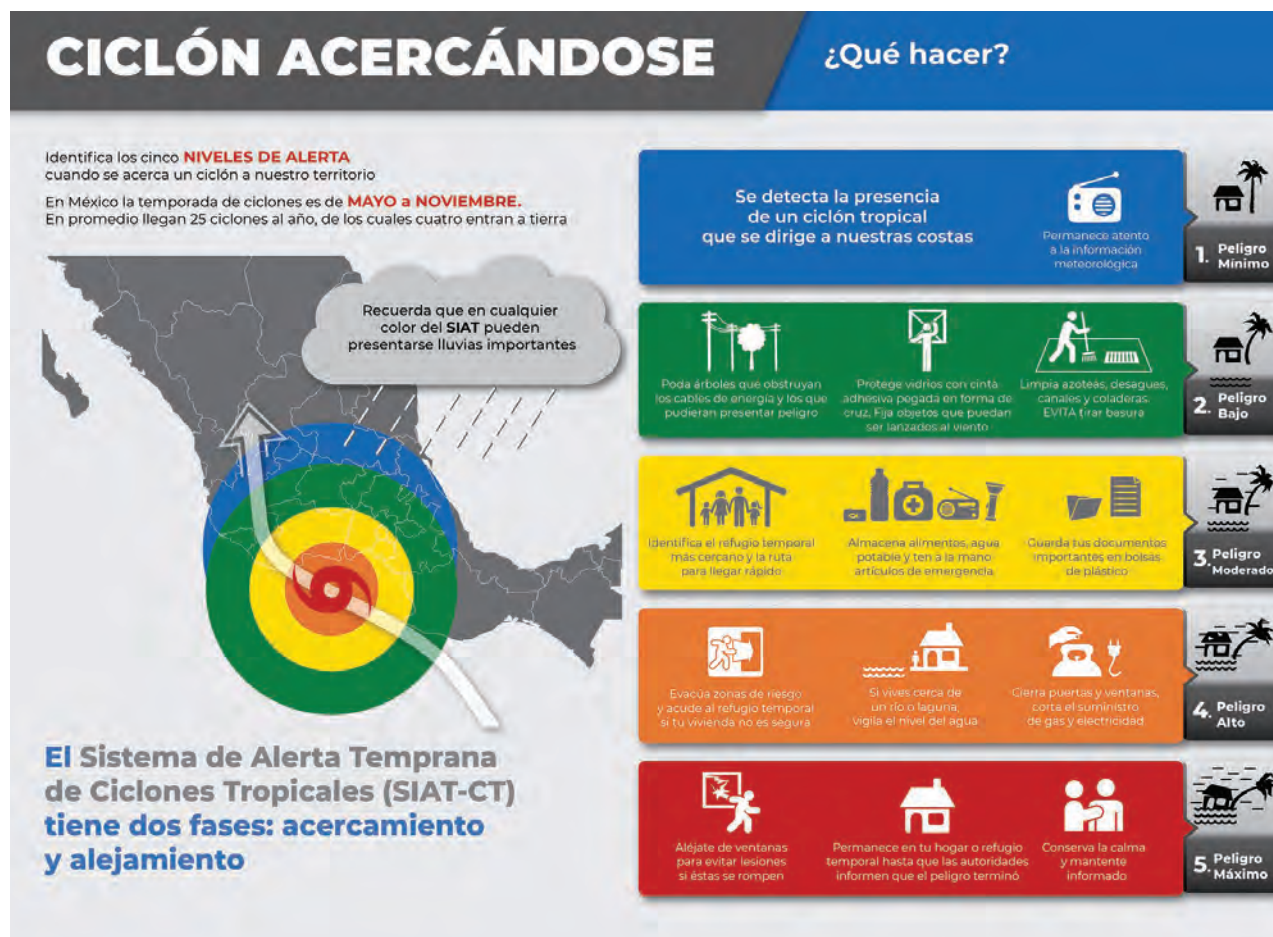 CICLÓN ACERCÁNDOSE
¿Qué hacer?
Identifica los cinco NIVELES DE ALERTA
cuando se acerca un ciclón a nuestro territorio
En México la temporada de ciclones es de MAYO a NOVIEMBRE.
En promedio llegan 25 ciclones al año, de los cuales cuatro entran a tierra
Recuerda que en cualquier
color del SIAT pueden
presentarse lluvias importantes
El Sistema de Alerta Temprana
de Ciclones Tropicales (SIAT-CT)
tiene dos fases: acercamiento
y alejamiento
Se detecta la presencia
de un ciclón tropical
que se dirige a nuestras costas
Permanece atento
a la información
meteorológica
1. Peligro
Mínimo
Poda árboles que obstruyan
los cables de energía y los que
pudieran presentar peligro
Protege vidrios con cinta
adhesiva pegada en forma de
cruz. Fija objetos que puedan
ser lanzados al viento
Limpia azoteas, desagues,
canales y coladeras.
EVITA tirar basura
2. Peligro
Bajo
Identifica el refugio temporal
más cercano y la ruta
para llegar rápido
Almacena alimentos, agua
potable y ten a la mano
artículos de emergencia
Guarda tus documentos
importantes en bolsas
de plástico
3. Peligro
Moderado
Evacúa zonas de riesgo
y acude al refugio temporal
si tu vivienda no es segura
Si vives cerca de
un río o laguna,
vigila el nivel del agua
Cierra puertas y ventanas,
corta el suministro
de gas y electricidad
4. Peligro
Alto
Aléjate de ventanas
para evitar lesiones
si éstas se rompen
Permanece en tu hogar o refugio
temporal hasta que las autoridades
informen que el peligro terminó
Conserva la calma
y mantente
informado
5. Peligro
Máximo